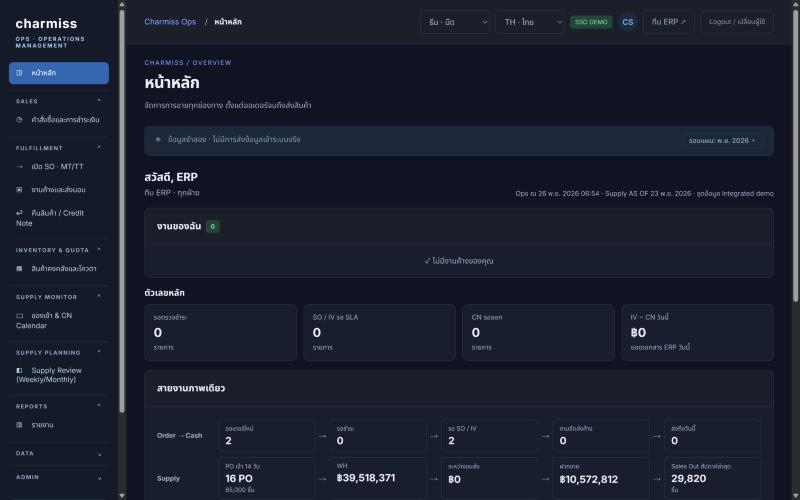 charmiss
OPS · OPERATIONS
MANAGEMENT
หน้าหลัก
SALES
คำสั่งซื้อและการชำระเงิน
FULFILLMENT
เปิด SO · MT/TT
งานค้างและส่งมอบ
คืนสินค้า / Credit
Note
INVENTORY & QUOTA
สินค้าคงคลังและโควตา
SUPPLY MONITOR
ของเข้า & CN
Calendar
SUPPLY PLANNING
Supply Review
(Weekly/Monthly)
REPORTS
รายงาน
DATA
ADMIN
Charmiss Ops / หน้าหลัก
ธีม · มืด
TH · ไทย
SSO DEMO
CS
ทีม ERP ↗
Logout / เปลี่ยนผู้ใช้
CHARMISS / OVERVIEW
หน้าหลัก
จัดการการขายทุกช่องทาง ตั้งแต่ออเดอร์จนถึงส่งสินค้า
ข้อมูลจำลอง · ไม่มีการส่งข้อมูลเข้าระบบจริง
รอบแผน: พ.ย. 2026
สวัสดี, ERP
ทีม ERP · ทุกฝ่าย
Ops ณ 26 พ.ย. 2026 06:54 · Supply AS OF 23 พ.ย. 2026 · ชุดข้อมูล Integrated demo
งานของฉัน 0
✓ ไม่มีงานค้างของคุณ
ตัวเลขหลัก
รอตรวจชำระ
0
รายการ
SO / IV รอ SLA
0
รายการ
CN รอออก
0
รายการ
IV − CN วันนี้
฿0
ยอดเอกสาร ERP วันนี้
สายงานภาพเดียว
Order → Cash
ออเดอร์ใหม่
2
→
รอชำระ
0
→
รอ SO / IV
2
→
งานจัดส่งค้าง
0
→
ส่งถึงวันนี้
0
Supply
PO เข้า 14 วัน
16 PO
85,000 ชิ้น
→
WH
฿39,518,371
→
ระหว่างขนส่ง
฿0
→
ฝากขาย
฿10,572,812
→
Sales Out สัปดาห์ล่าสุด
29,820
ชิ้น